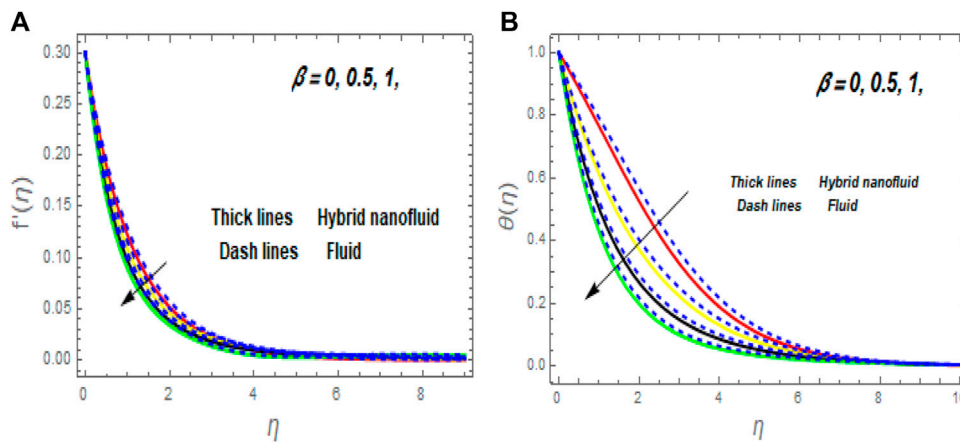 A
0.30
0.25
0.20
0.15
0.10
0.05
0.00
f'(η)
β = 0, 0.5, 1,
Thick lines Hybrid nanofluid
Dash lines Fluid
0 2 4 6 8
η
B
1.0
0.8
0.6
0.4
0.2
0.0
θ(η)
β = 0, 0.5, 1,
Thick lines Hybrid nanofluid
Dash lines Fluid
0 2 4 6 8 10
η